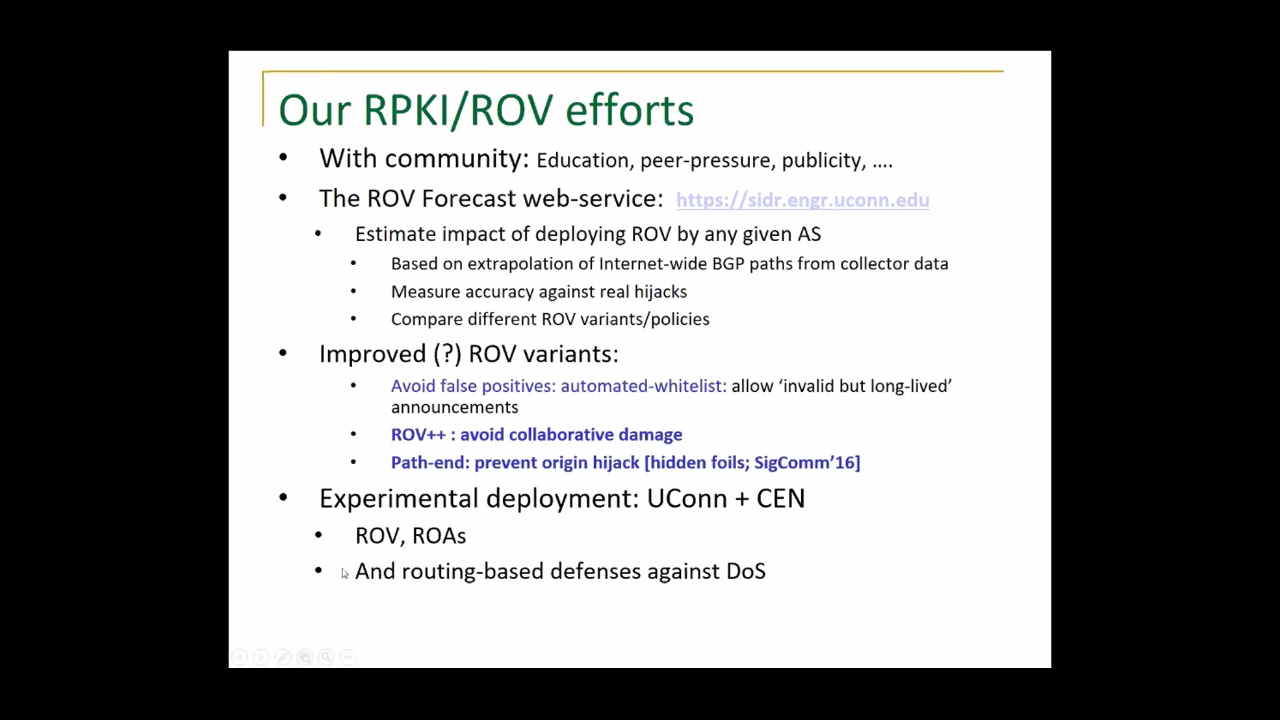 Our RPKI/ROV efforts
• With community: Education, peer-pressure, publicity, ….
• The ROV Forecast web-service: https://sidr.engr.uconn.edu
• Estimate impact of deploying ROV by any given AS
• Based on extrapolation of Internet-wide BGP paths from collector data
• Measure accuracy against real hijacks
• Compare different ROV variants/policies
• Improved (?) ROV variants:
• Avoid false positives: automated-whitelist: allow ‘invalid but long-lived’
announcements
• ROV++ : avoid collaborative damage
• Path-end: prevent origin hijack [hidden foils; SigComm’16]
• Experimental deployment: UConn + CEN
• ROV, ROAs
• And routing-based defenses against DoS